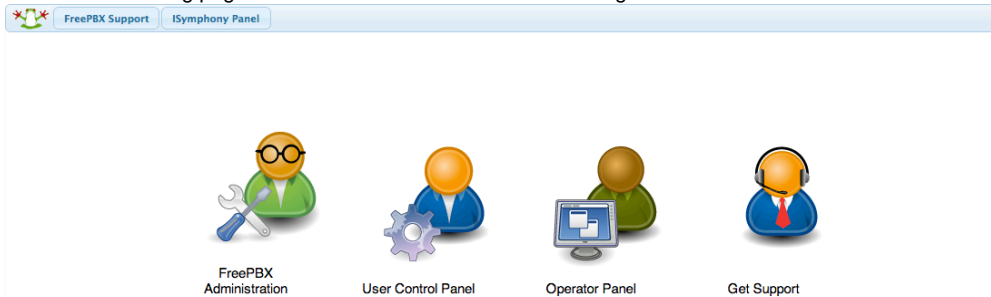 FreePBX Support
ISymphony Panel
FreePBX
Administration
User Control Panel
Operator Panel
Get Support